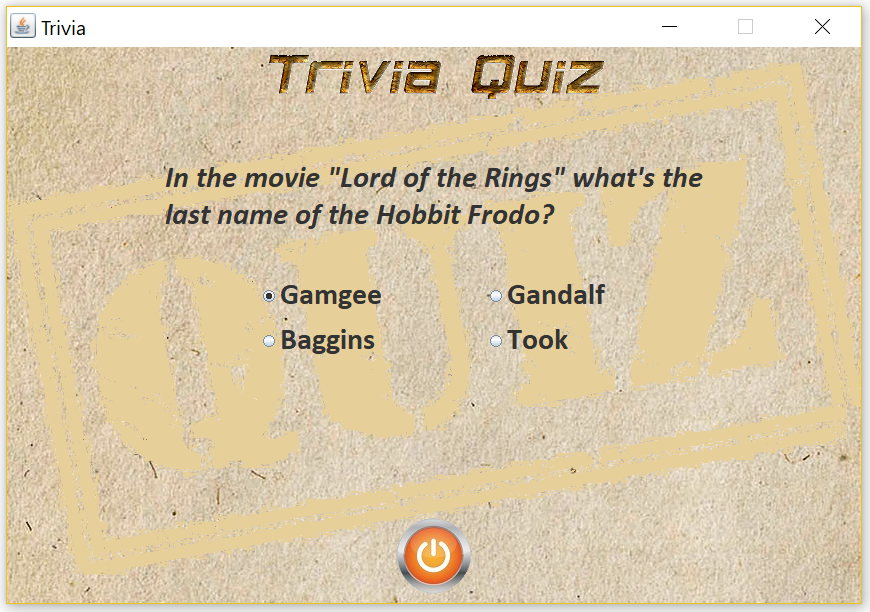 Trivia
Trivia Quiz
In the movie "Lord of the Rings" what's the
last name of the Hobbit Frodo?
Gamgee
Gandalf
Baggins
Took
QUIZ